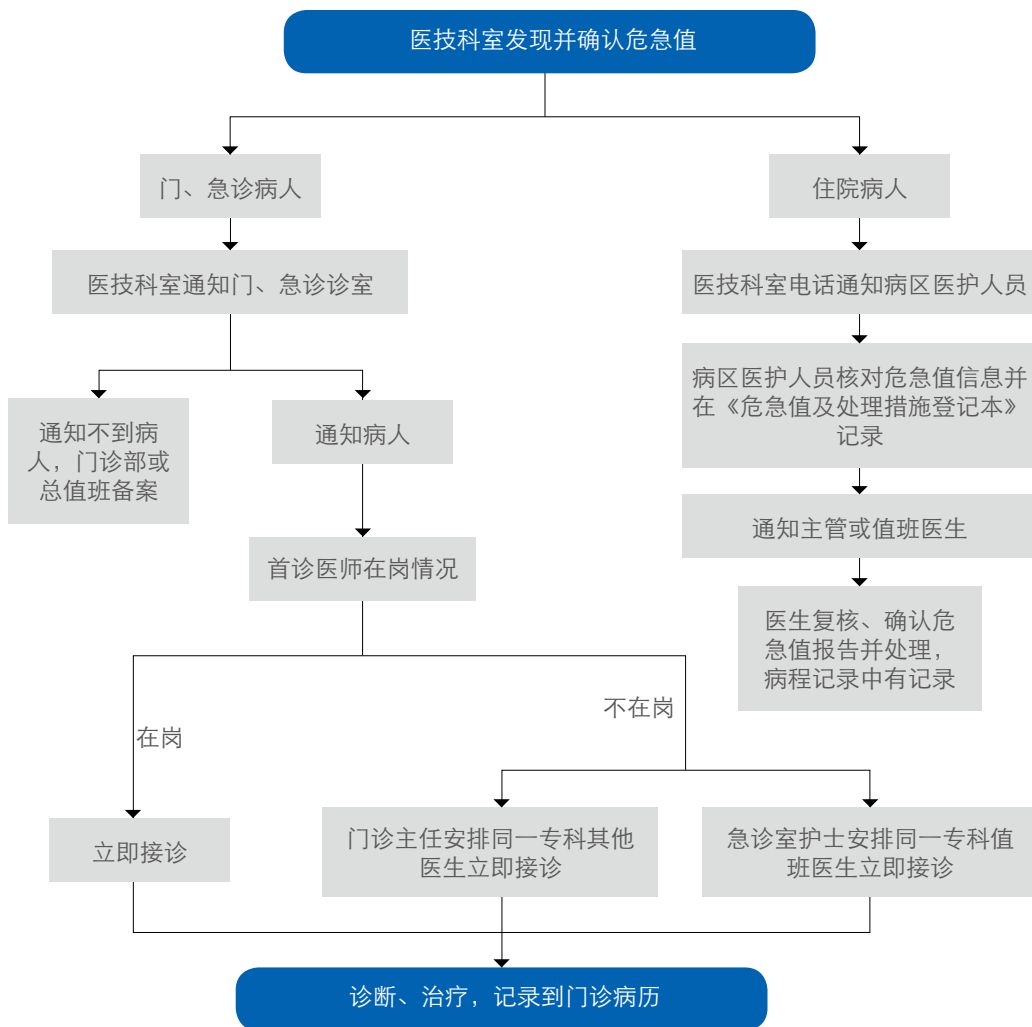 医技科室发现并确认危急值
门、急诊病人
住院病人
医技科室通知门、急诊诊室
医技科室电话通知病区医护人员
病区医护人员核对危急值信息并
在《危急值及处理措施登记本》
记录
通知不到病
人，门诊部或
总值班备案
通知病人
通知主管或值班医生
首诊医师在岗情况
医生复核、确认危
急值报告并处理，
病程记录中有记录
在岗
不在岗
立即接诊
门诊主任安排同一专科其他
医生立即接诊
急诊室护士安排同一专科值
班医生立即接诊
诊断、治疗，记录到门诊病历